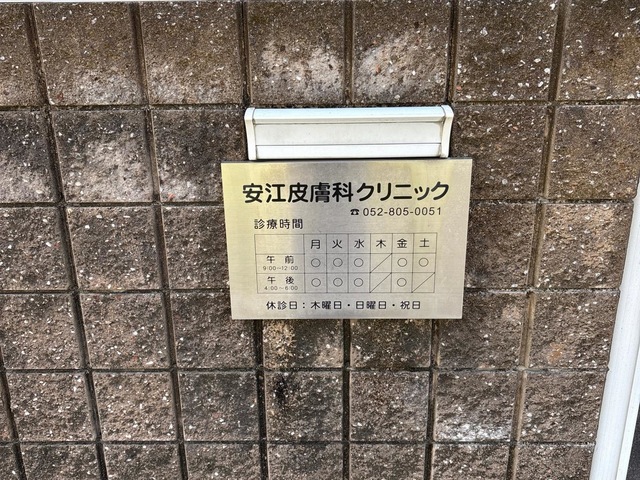 安江皮膚科クリニック
☎052-805-0051
診療時間
月 火 水 木 金 土
午前 ○ ○ ○ ／ ○ ○
9:00~12:00
午後 ○ ○ ○ ／ ○ ／
4:00~6:00
休診日：木曜日・日曜日・祝日